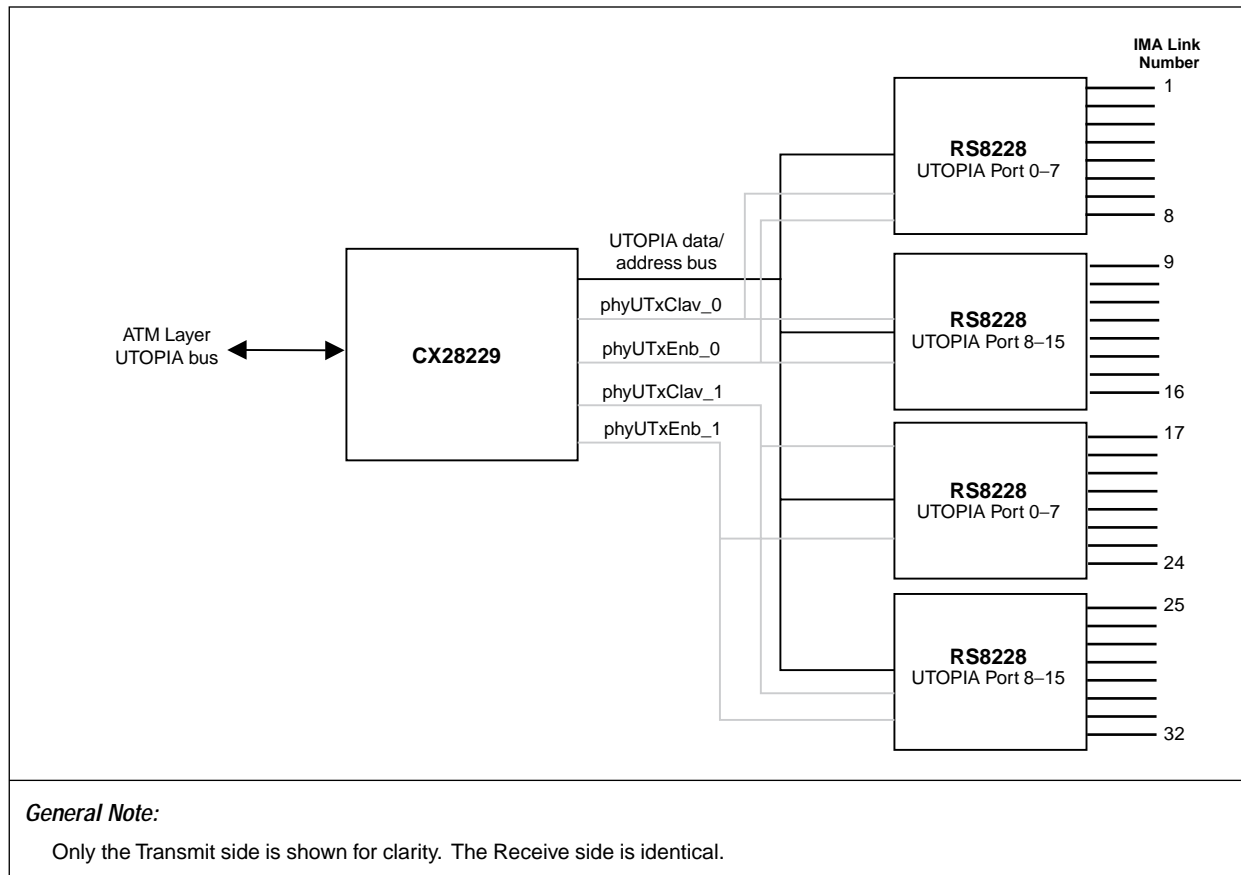 IMA Link
Number
1
RS8228
UTOPIA Port 0–7
8
UTOPIA data/
address bus
9
phyUTxClav_0
RS8228
UTOPIA Port 8–15
ATM Layer
UTOPIA bus
CX28229
phyUTxEnb_0
phyUTxClav_1
16
phyUTxEnb_1
17
RS8228
UTOPIA Port 0–7
24
25
RS8228
UTOPIA Port 8–15
32
General Note:
Only the Transmit side is shown for clarity. The Receive side is identical.